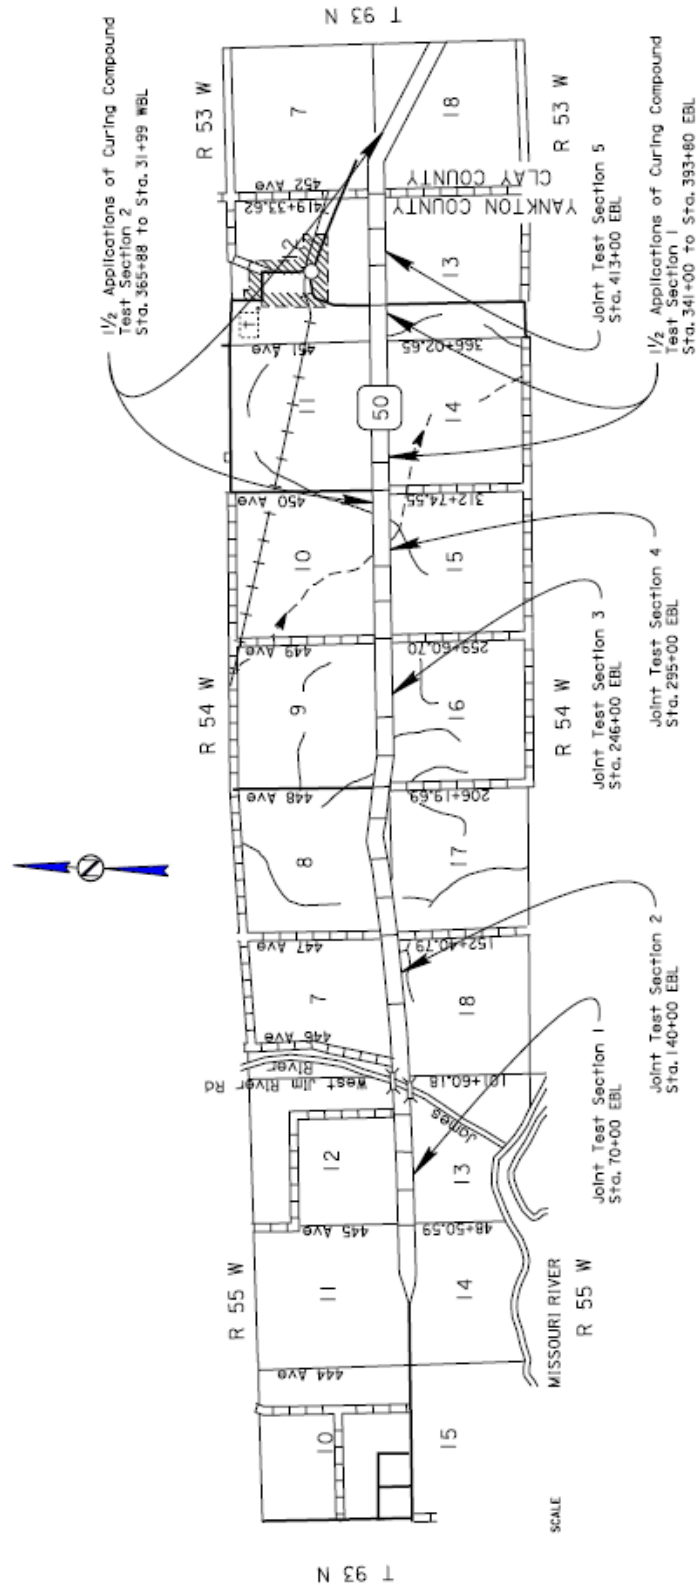 T 93 N
1½ Applications of Curing Compound
Test Section 2
Sta. 365+88 to Sta. 31+99 WBL
R 55 W
R 54 W
R 53 W
10
11
12
7
8
9
10
11
12
7
444 Ave
445 Ave
West Jim River Rd
River
446 Ave
447 Ave
448 Ave
449 Ave
450 Ave
451 Ave
419+33.62
452 Ave
50
48+50.59
101+60.18
152+40.79
206+19.69
259+60.70
312+74.55
366+02.65
YANKTON COUNTY
CLAY COUNTY
15
14
13
18
17
16
15
14
13
18
James
MISSOURI RIVER
R 55 W
R 54 W
R 53 W
SCALE
Joint Test Section 1
Sta. 70+00 EBL
Joint Test Section 2
Sta. 140+00 EBL
Joint Test Section 3
Sta. 246+00 EBL
Joint Test Section 4
Sta. 295+00 EBL
Joint Test Section 5
Sta. 413+00 EBL
1½ Applications of Curing Compound
Test Section 1
Sta. 341+00 to Sta. 393+80 EBL
T 93 N
N